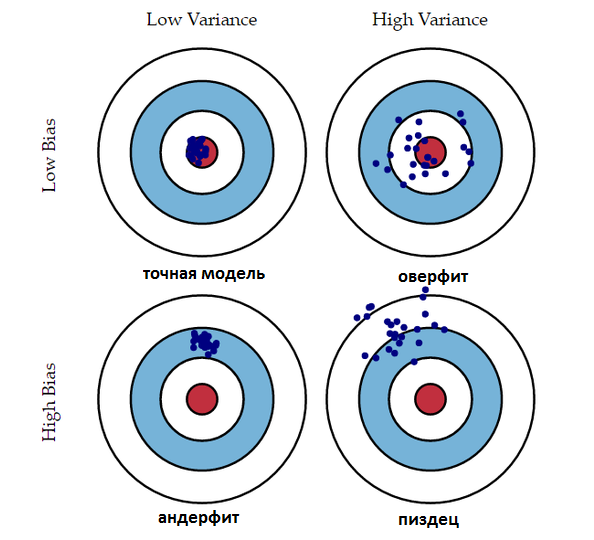 Low Variance
High Variance
Low Bias
точная модель
оверфит
High Bias
андерфит
пиздец